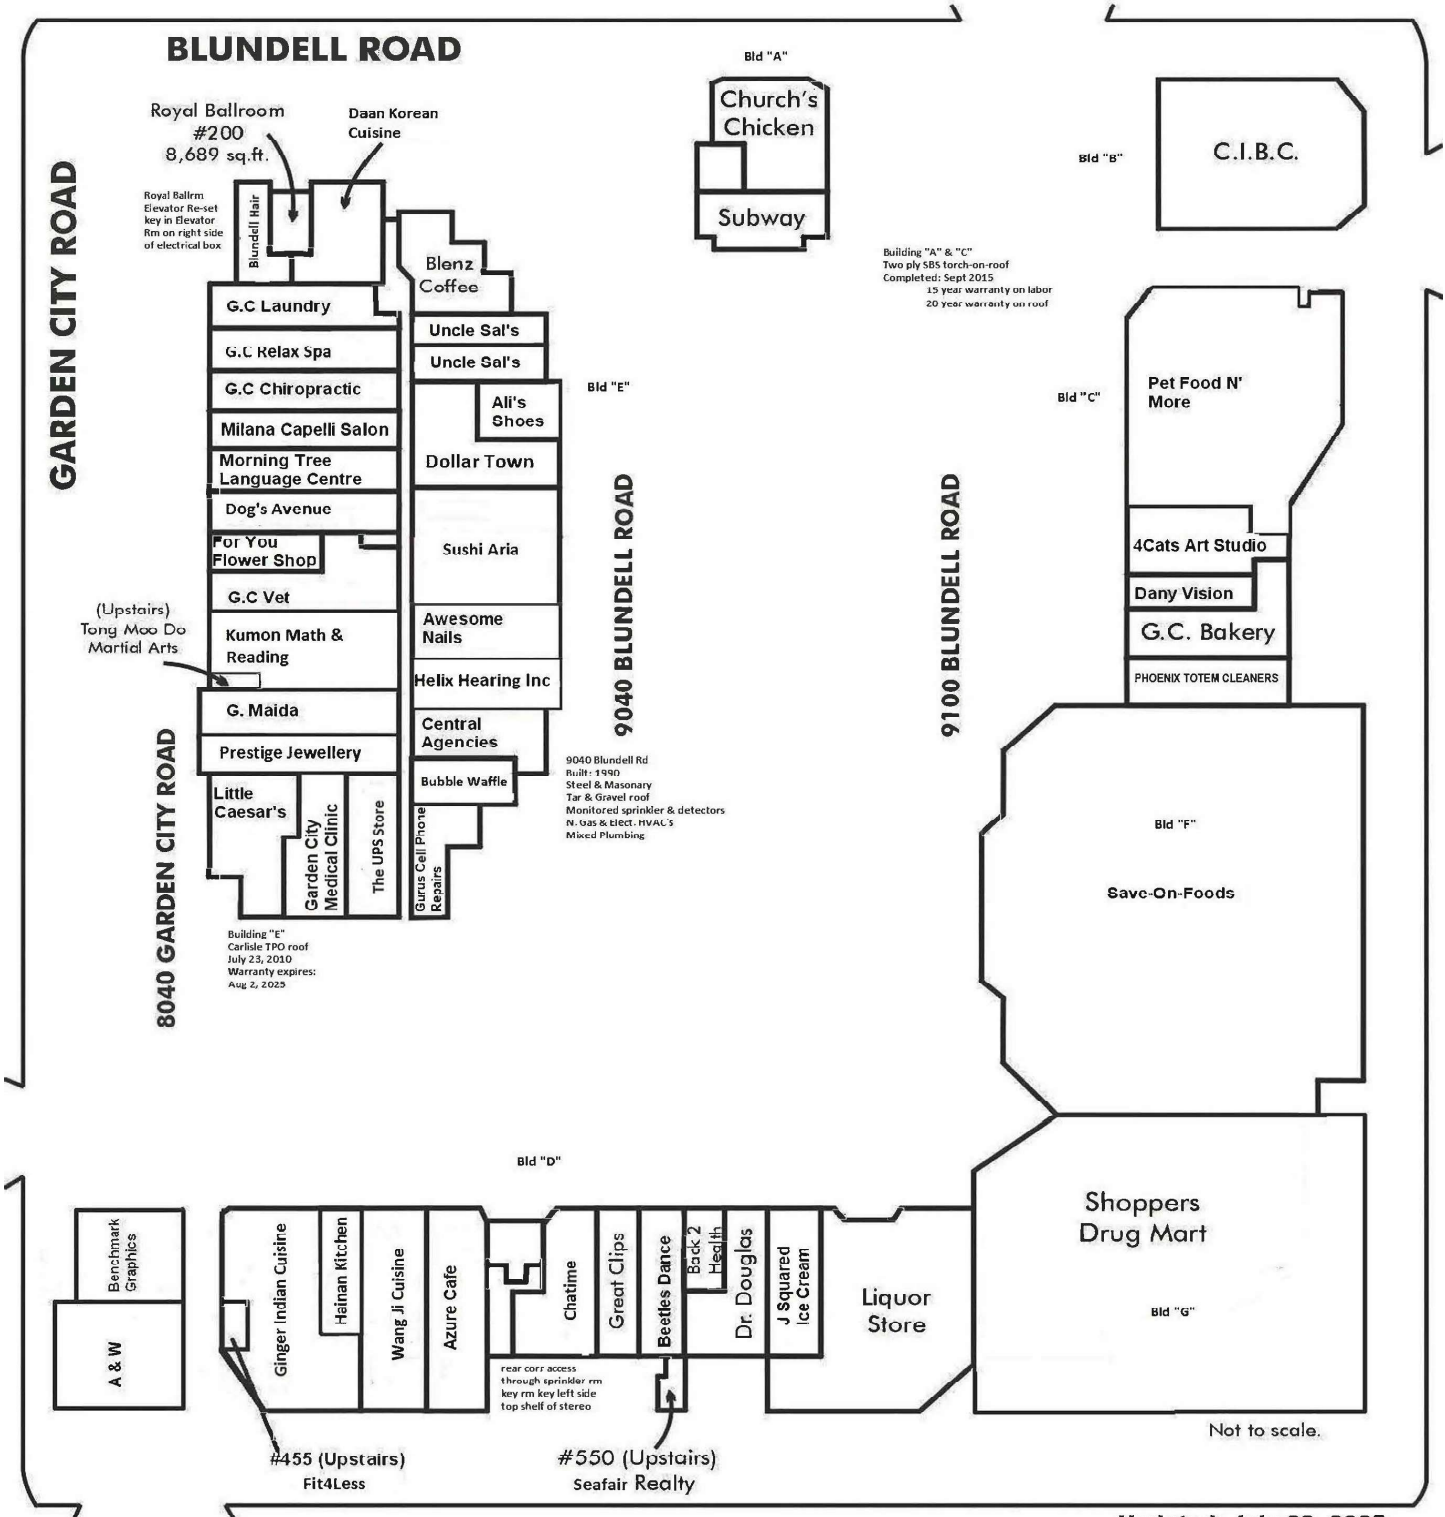 BLUNDELL ROAD
GARDEN CITY ROAD
Royal Ballroom
#200
8,689 sq.ft.
Daan Korean
Cuisine
Royal Ballrm
Elevator Re-set
key in Elevator
Rm on right side
of electrical box
Blundell Hair
Blenz
Coffee
G.C Laundry
G.C Relax Spa
G.C Chiropractic
Milana Capelli Salon
Morning Tree
Language Centre
Dog's Avenue
For You
Flower Shop
G.C Vet
(Upstairs)
Tong Moo Do
Martial Arts
Kumon Math &
Reading
G. Maida
Prestige Jewellery
Little
Caesar's
Garden City
Medical Clinic
The UPS Store
8040 GARDEN CITY ROAD
Building "E"
Carlisle TPO roof
July 23, 2010
Warranty expires:
Aug 2, 2025
Uncle Sal's
Uncle Sal's
Bld "E"
Ali's
Shoes
Dollar Town
Sushi Aria
Awesome
Nails
Helix Hearing Inc
Central
Agencies
Bubble Waffle
Gurus Cell Phone
Repairs
9040 BLUNDELL ROAD
9040 Blundell Rd
Built: 1990
Steel & Masonary
Tar & Gravel roof
Monitored sprinkler & detectors
N. Gas & Elect. HVAC's
Mixed Plumbing
Bld "A"
Church's
Chicken
Subway
Bld "B"
C.I.B.C.
Building "A" & "C"
Two ply SBS torch-on-roof
Completed: Sept 2015
15 year warranty on labor
20 year warranty on roof
Bld "C"
Pet Food N'
More
4Cats Art Studio
Dany Vision
G.C. Bakery
PHOENIX TOTEM CLEANERS
9100 BLUNDELL ROAD
Bld "F"
Save-On-Foods
Shoppers
Drug Mart
Bld "G"
Not to scale.
Bld "D"
Benchmark
Graphics
A & W
Ginger Indian Cuisine
Hainan Kitchen
Wang Ji Cuisine
Azure Cafe
Chatime
Great Clips
Beetles Dance
Back 2
Health
Dr. Douglas
J Squared
Ice Cream
Liquor
Store
rear corr access
through sprinkler rm
key rm key left side
top shelf of stereo
#455 (Upstairs)
Fit4Less
#550 (Upstairs)
Seafair Realty